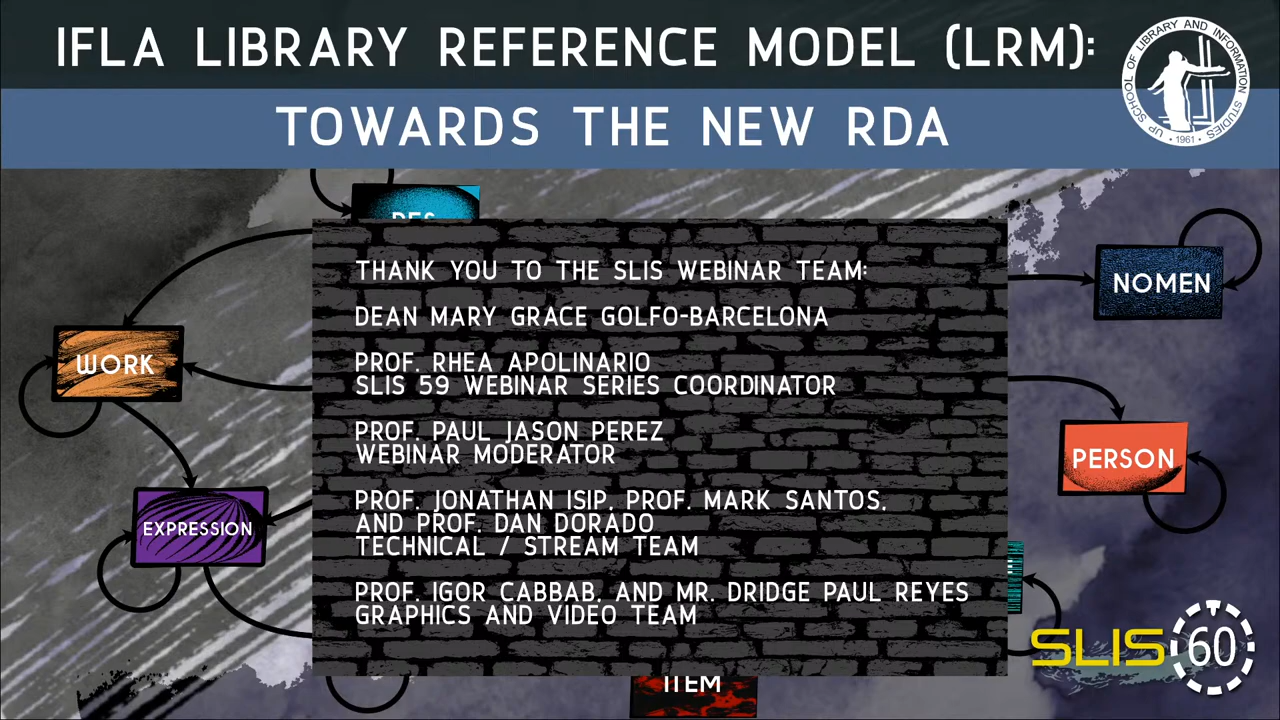 IFLA LIBRARY REFERENCE MODEL (LRM):
TOWARDS THE NEW RDA
UP SCHOOL OF LIBRARY AND INFORMATION STUDIES
• 1961 •
RES
NOMEN
WORK
PERSON
EXPRESSION
THANK YOU TO THE SLIS WEBINAR TEAM:
DEAN MARY GRACE GOLFO-BARCELONA
PROF. RHEA APOLINARIO
SLIS 59 WEBINAR SERIES COORDINATOR
PROF. PAUL JASON PEREZ
WEBINAR MODERATOR
PROF. JONATHAN ISIP, PROF. MARK SANTOS,
AND PROF. DAN DORADO
TECHNICAL / STREAM TEAM
PROF. IGOR CABBAB, AND MR. DRIDGE PAUL REYES
GRAPHICS AND VIDEO TEAM
SLIS 60
ITEM